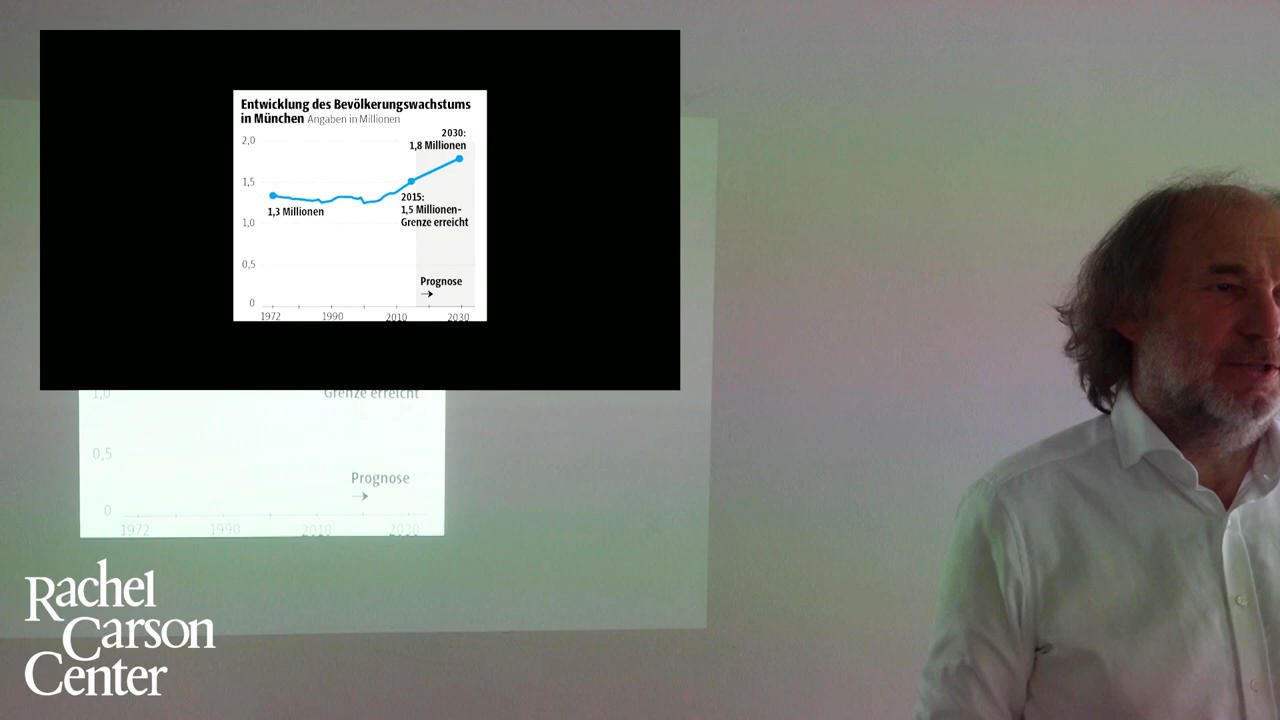 Entwicklung des Bevölkerungswachstums
in München Angaben in Millionen
2030:
1,8 Millionen
2,0
1,5
1,3 Millionen
2015:
1,5 Millionen-
Grenze erreicht
1,0
0,5
Prognose
→
0
1972 1990 2010 2030
1,0
Grenze erreicht
0,5
Prognose
→
0
1972 1990 2010 2030
Rachel
Carson
Center